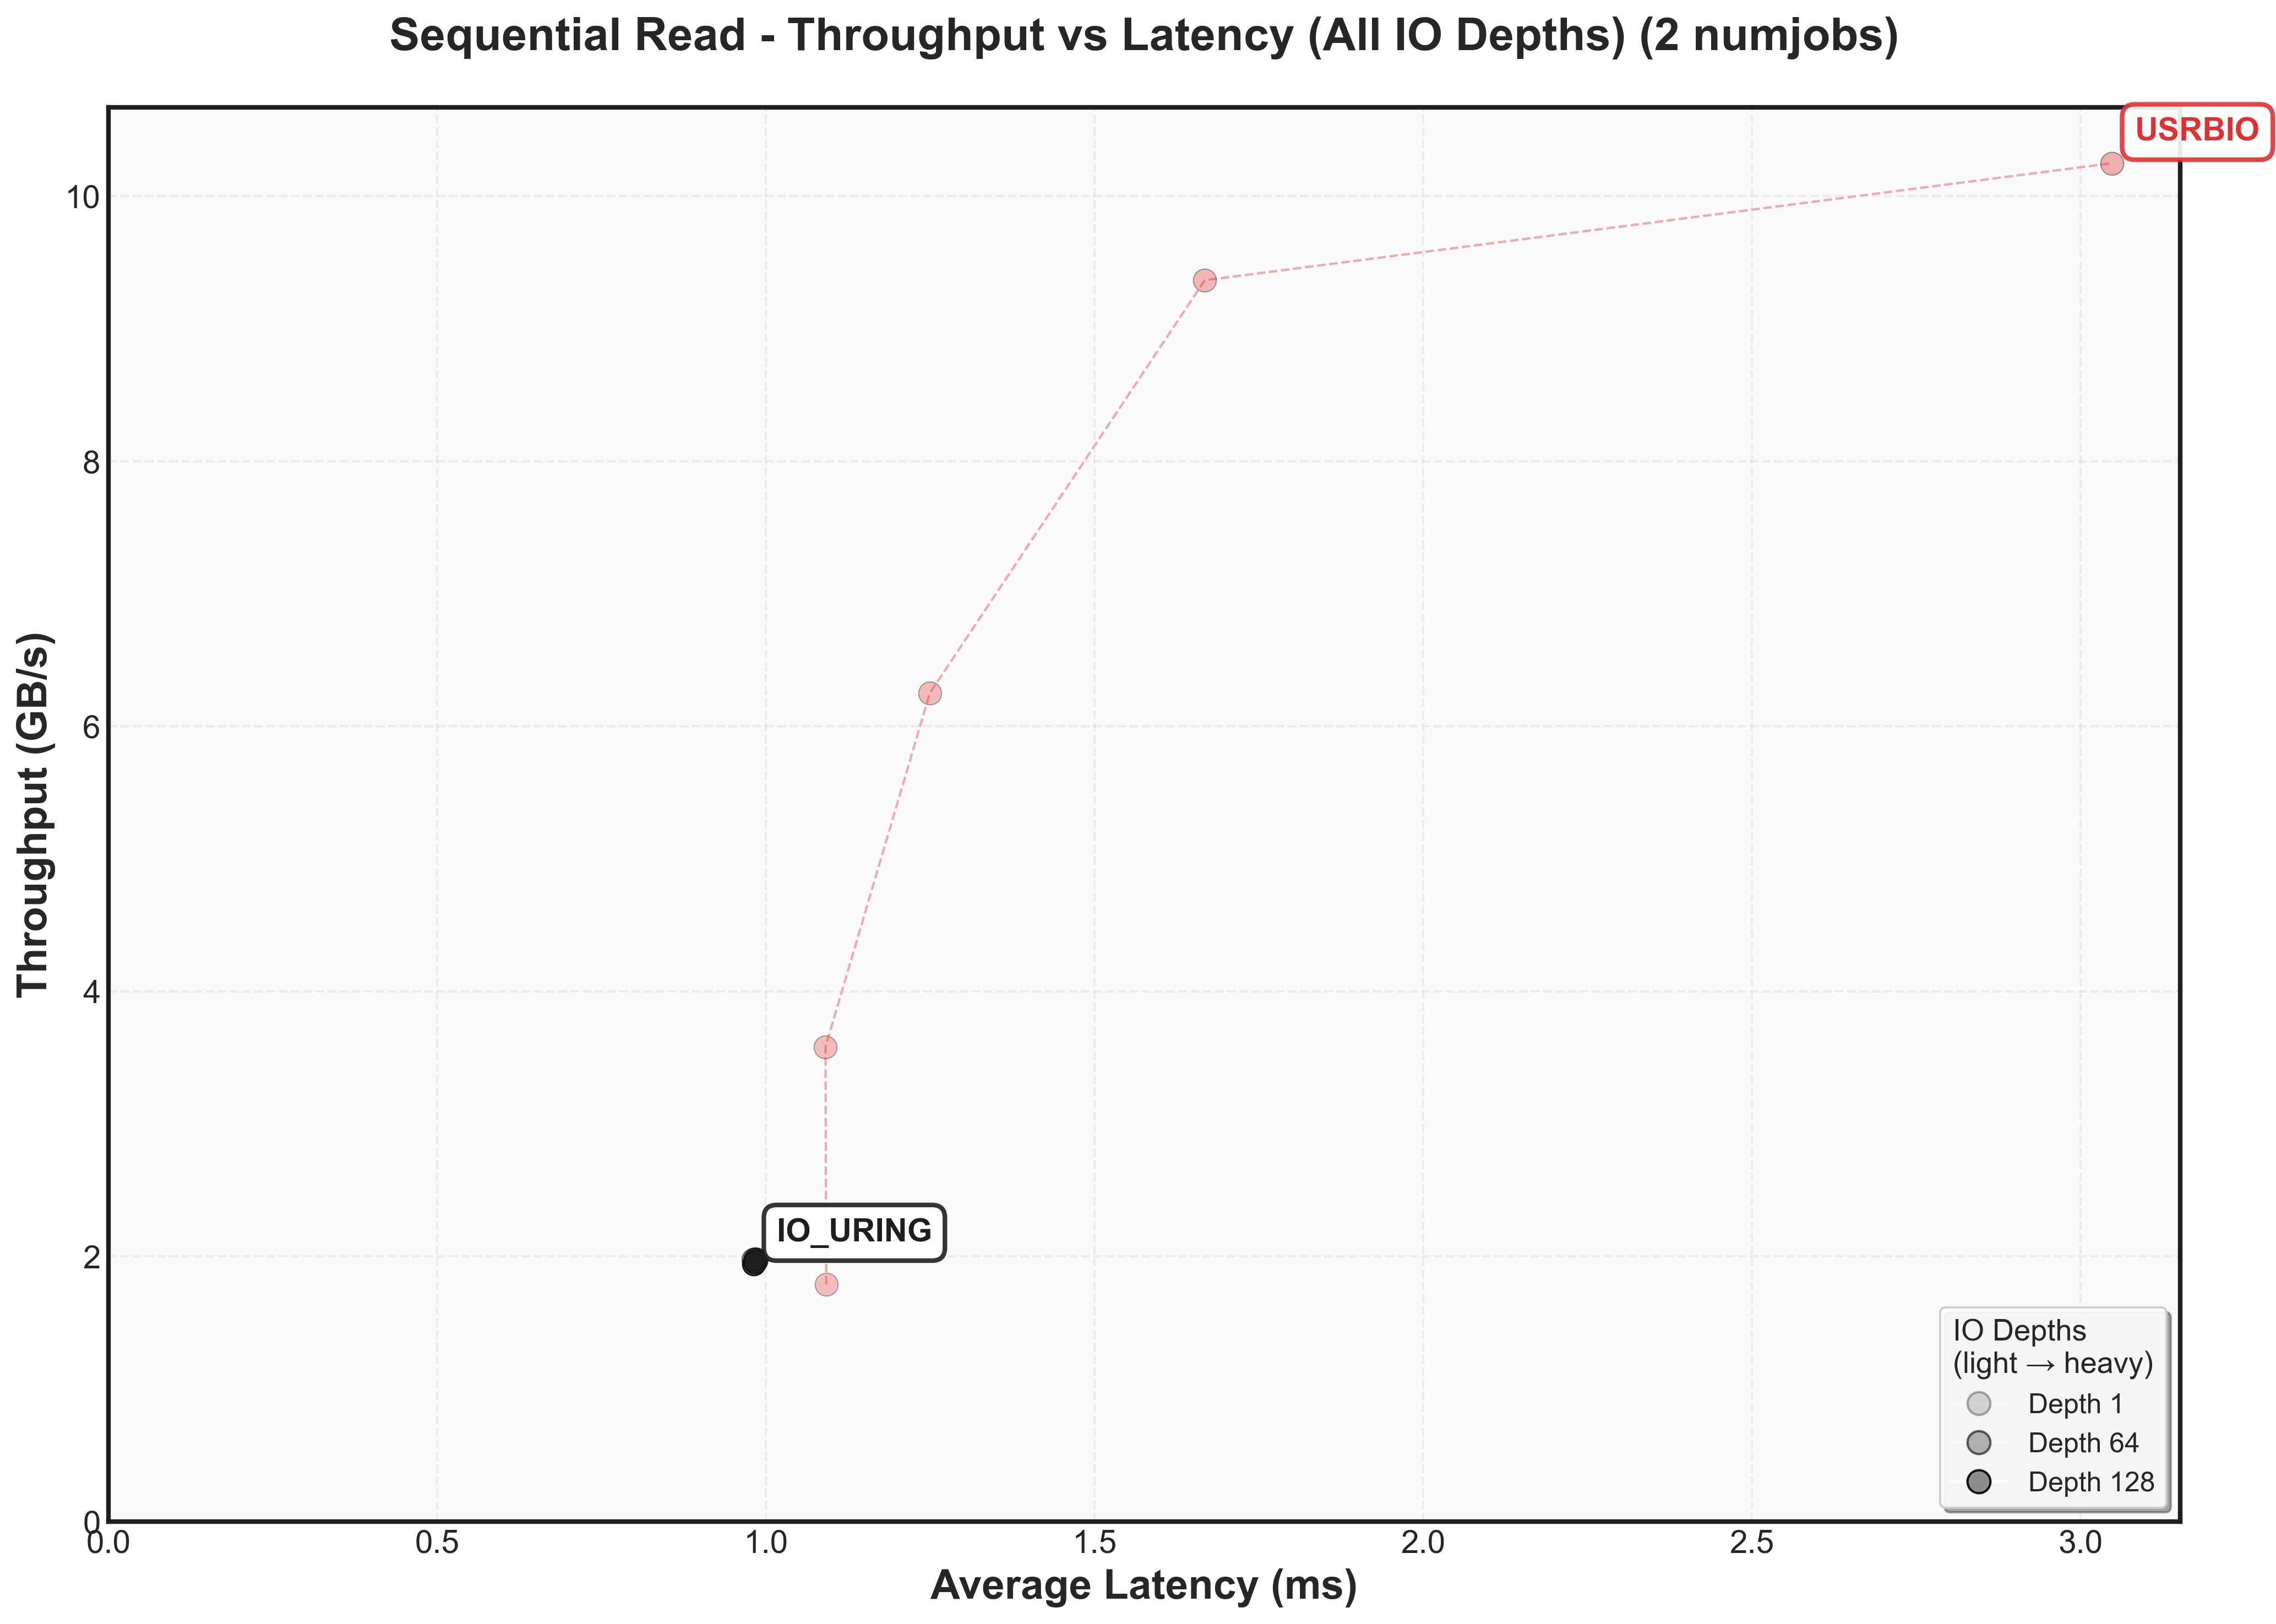 Sequential Read - Throughput vs Latency (All IO Depths) (2 numjobs)
USRBIO
10
8
6
4
2
0
Throughput (GB/s)
IO_URING
IO Depths
(light → heavy)
Depth 1
Depth 64
Depth 128
0.0 0.5 1.0 1.5 2.0 2.5 3.0
Average Latency (ms)